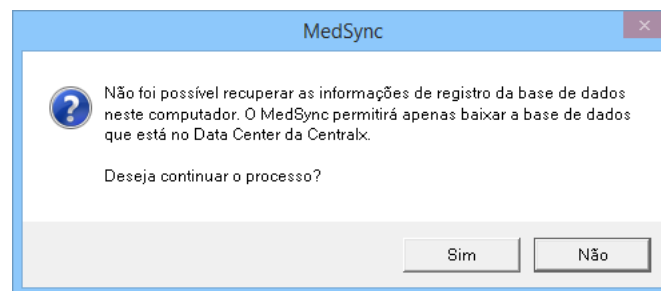 MedSync
Não foi possível recuperar as informações de registro da base de dados
neste computador. O MedSync permitirá apenas baixar a base de dados
que está no Data Center da Centralx.
Deseja continuar o processo?
Sim
Não